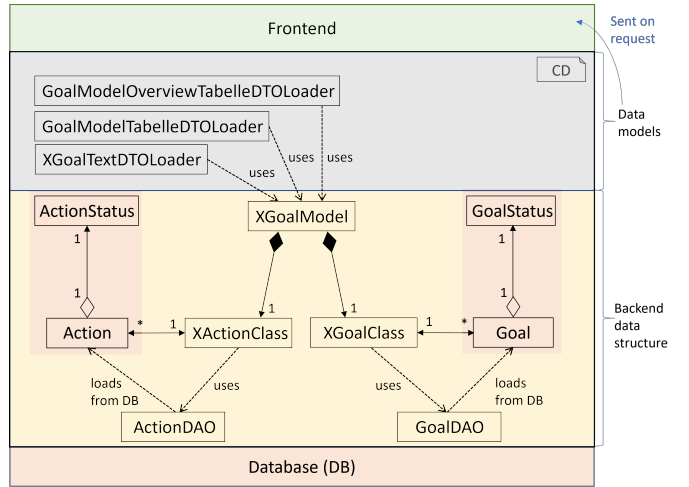 Frontend
Sent on
request
CD
GoalModelOverviewTabelleDTOLoader
GoalModelTabelleDTOLoader
XGoalTextDTOLoader
uses
uses
uses
Data
models
ActionStatus
XGoalModel
GoalStatus
1
1
1
1
1
1
Action
*
1
XActionClass
XGoalClass
1
*
Goal
Backend
data
structure
loads
from DB
uses
uses
loads
from DB
ActionDAO
GoalDAO
Database (DB)